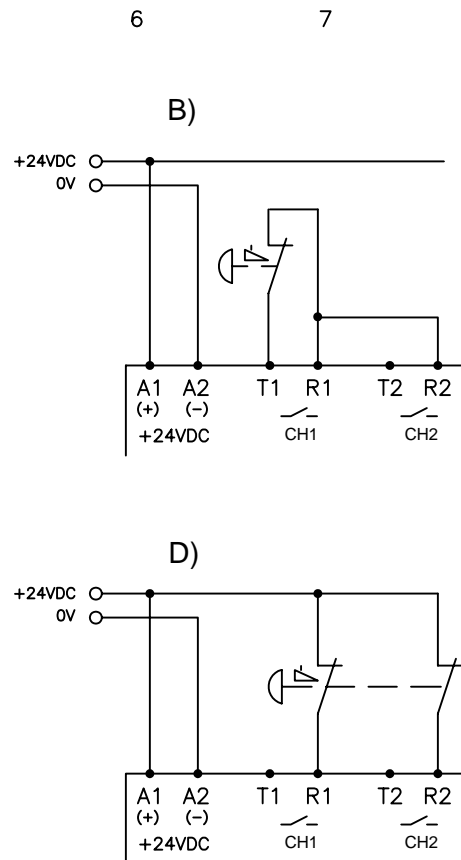 6 7
B)
+24VDC
0V
A1 A2 T1 R1 T2 R2
(+) (-)
+24VDC CH1 CH2
D)
+24VDC
0V
A1 A2 T1 R1 T2 R2
(+) (-)
+24VDC CH1 CH2